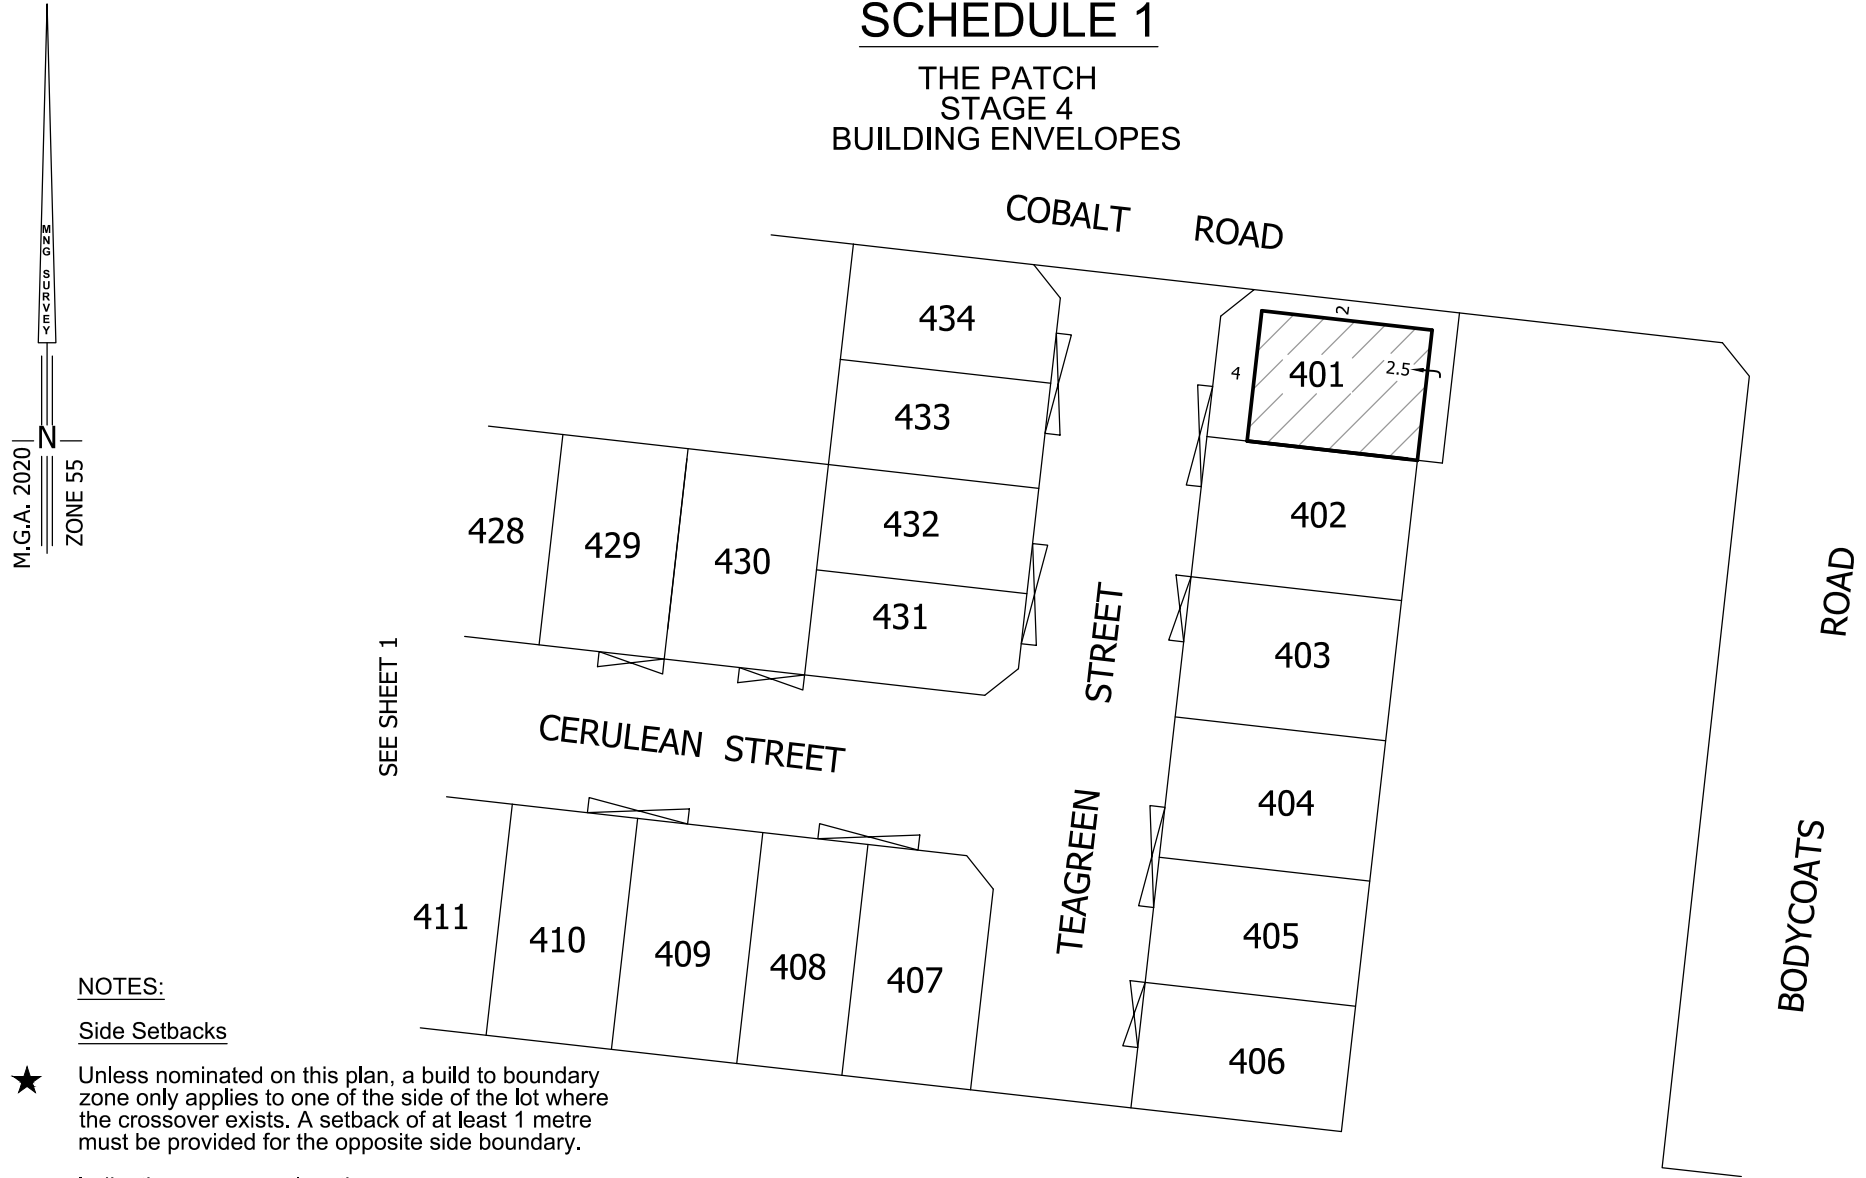 SCHEDULE 1
THE PATCH
STAGE 4
BUILDING ENVELOPES
MNG SURVEY
N
M.G.A. 2020
ZONE 55
COBALT ROAD
434
433
432
431
2
4
401
2.5
402
403
404
405
406
428
429
430
SEE SHEET 1
CERULEAN STREET
TEAGREEN STREET
BODYCOATS ROAD
411
410
409
408
407
NOTES:
Side Setbacks
★ Unless nominated on this plan, a build to boundary
zone only applies to one of the side of the lot where
the crossover exists. A setback of at least 1 metre
must be provided for the opposite side boundary.